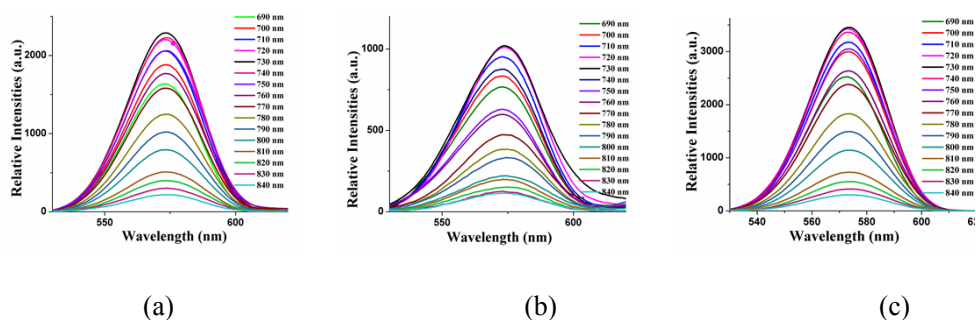 Relative Intensities (a.u.)
2000
1000
0
550
600
Wavelength (nm)
690 nm
700 nm
710 nm
720 nm
730 nm
740 nm
750 nm
760 nm
770 nm
780 nm
790 nm
800 nm
810 nm
820 nm
830 nm
840 nm
(a)
Relative Intensities (a.u.)
1000
500
0
550
600
Wavelength (nm)
690 nm
700 nm
710 nm
720 nm
730 nm
740 nm
750 nm
760 nm
770 nm
780 nm
790 nm
800 nm
810 nm
820 nm
830 nm
840 nm
(b)
Relative Intensities (a.u.)
3000
2000
1000
0
540
560
580
600
Wavelength (nm)
690 nm
700 nm
710 nm
720 nm
730 nm
740 nm
750 nm
760 nm
770 nm
780 nm
790 nm
800 nm
810 nm
820 nm
830 nm
840 nm
(c)